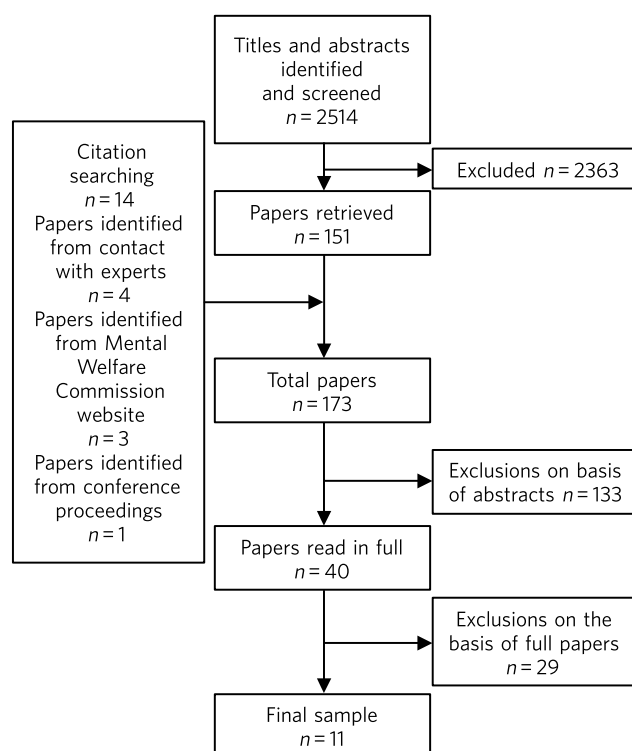 Titles and abstracts
identified
and screened
n = 2514
Excluded n = 2363
Papers retrieved
n = 151
Citation
searching
n = 14
Papers identified
from contact
with experts
n = 4
Papers identified
from Mental
Welfare
Commission
website
n = 3
Papers identified
from conference
proceedings
n = 1
Total papers
n = 173
Exclusions on basis
of abstracts n = 133
Papers read in full
n = 40
Exclusions on the
basis of full papers
n = 29
Final sample
n = 11